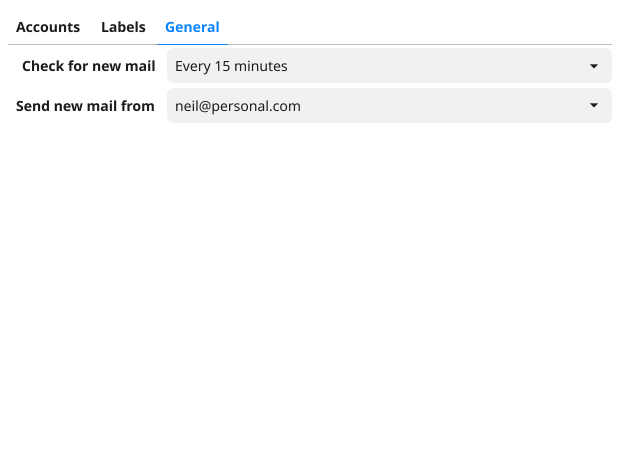 Accounts Labels General
Check for new mail Every 15 minutes
Send new mail from neil@personal.com